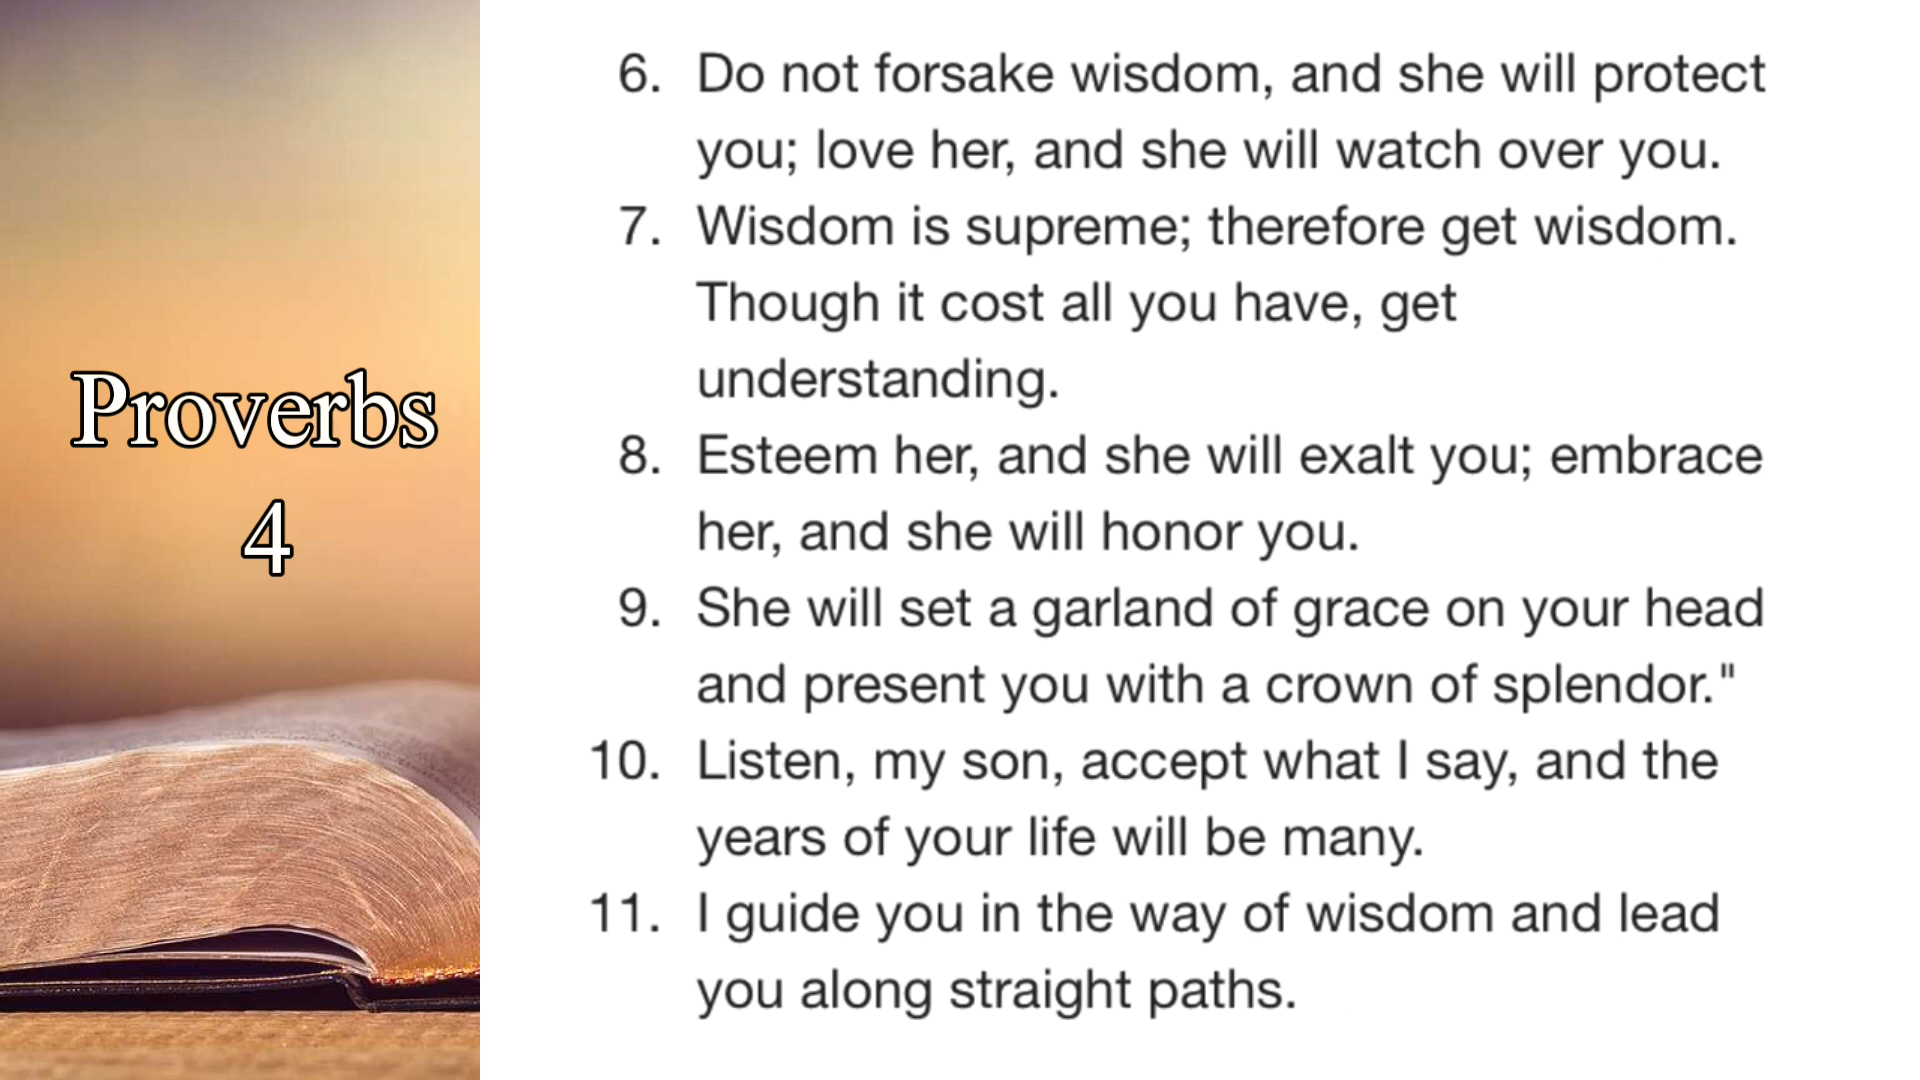 Proverbs
4
6. Do not forsake wisdom, and she will protect
you; love her, and she will watch over you.
7. Wisdom is supreme; therefore get wisdom.
Though it cost all you have, get
understanding.
8. Esteem her, and she will exalt you; embrace
her, and she will honor you.
9. She will set a garland of grace on your head
and present you with a crown of splendor."
10. Listen, my son, accept what I say, and the
years of your life will be many.
11. I guide you in the way of wisdom and lead
you along straight paths.